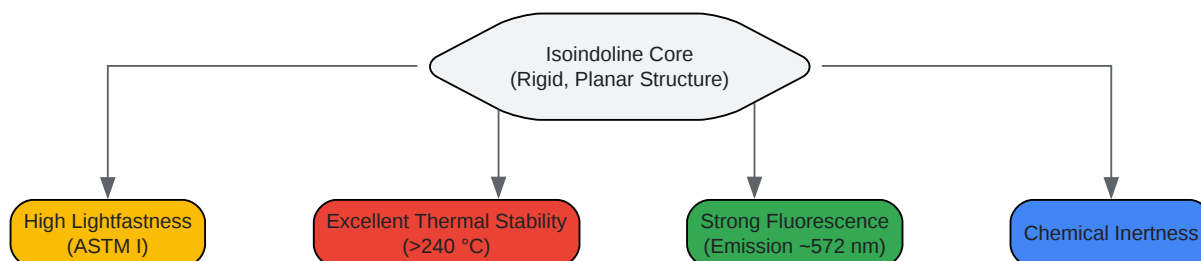 Isoindoline Core
(Rigid, Planar Structure)
High Lightfastness
(ASTM I)
Excellent Thermal Stability
(>240 °C)
Strong Fluorescence
(Emission ~572 nm)
Chemical Inertness